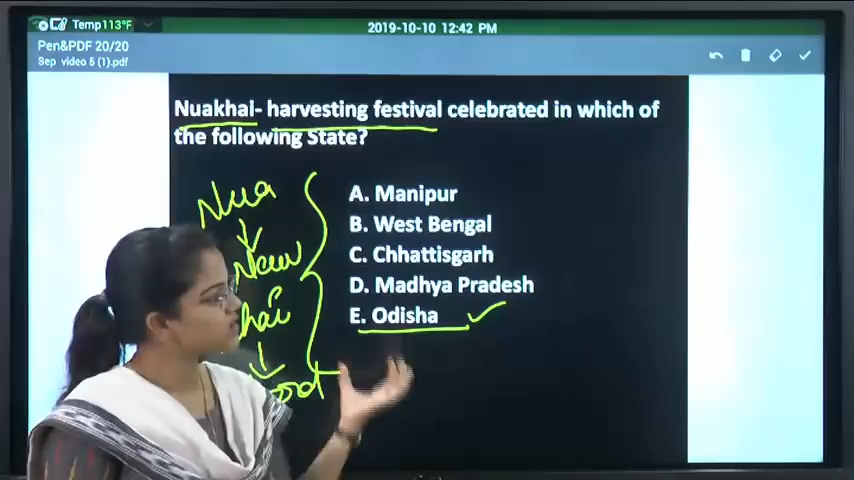 Temp113°F
2019-10-10 12:42 PM
Pen&PDF 20/20
Sep video 5 (1).pdf
Nuakhai- harvesting festival celebrated in which of
the following State?
A. Manipur
B. West Bengal
C. Chhattisgarh
D. Madhya Pradesh
E. Odisha
Nua
New